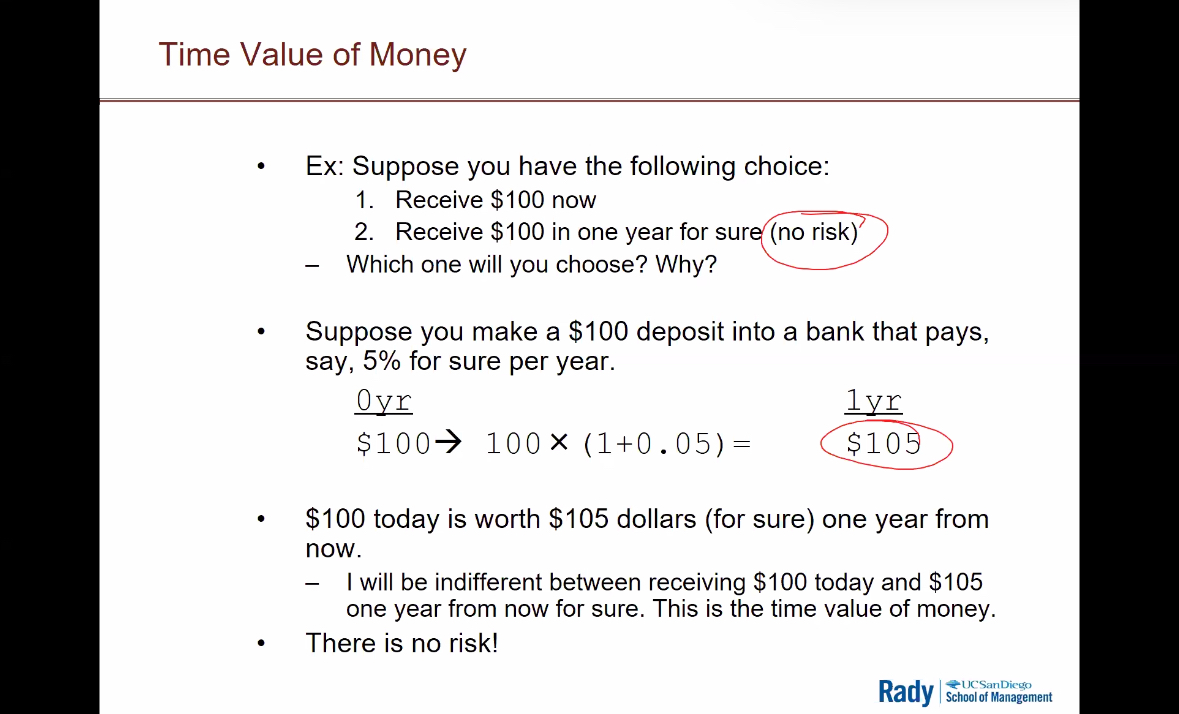 Time Value of Money
• Ex: Suppose you have the following choice:
1. Receive $100 now
2. Receive $100 in one year for sure (no risk)
– Which one will you choose? Why?
• Suppose you make a $100 deposit into a bank that pays,
say, 5% for sure per year.
0yr 1yr
$100→ 100×(1+0.05)= $105
• $100 today is worth $105 dollars (for sure) one year from
now.
– I will be indifferent between receiving $100 today and $105
one year from now for sure. This is the time value of money.
• There is no risk!
Rady | UC San Diego
School of Management